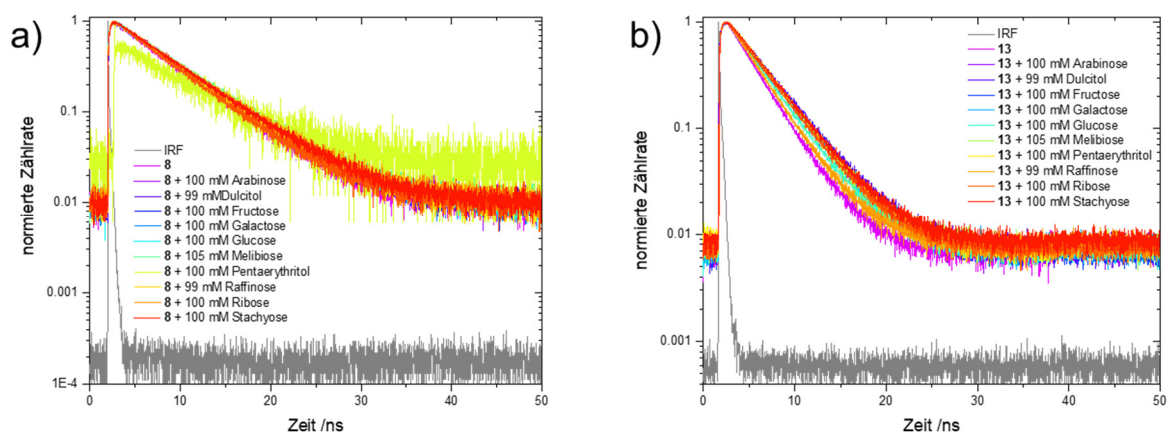 a)
normierte Zählrate
1
0.1
0.01
0.001
1E-4
IRF
8
8 + 100 mM Arabinose
8 + 99 mMDulcitol
8 + 100 mM Fructose
8 + 100 mM Galactose
8 + 100 mM Glucose
8 + 105 mM Melibiose
8 + 100 mM Pentaerythritol
8 + 99 mM Raffinose
8 + 100 mM Ribose
8 + 100 mM Stachyose
0 10 20 30 40 50
Zeit /ns
b)
normierte Zählrate
1
0.1
0.01
0.001
IRF
13
13 + 100 mM Arabinose
13 + 99 mM Dulcitol
13 + 100 mM Fructose
13 + 100 mM Galactose
13 + 100 mM Glucose
13 + 105 mM Melibiose
13 + 100 mM Pentaerythritol
13 + 99 mM Raffinose
13 + 100 mM Ribose
13 + 100 mM Stachyose
0 10 20 30 40 50
Zeit /ns